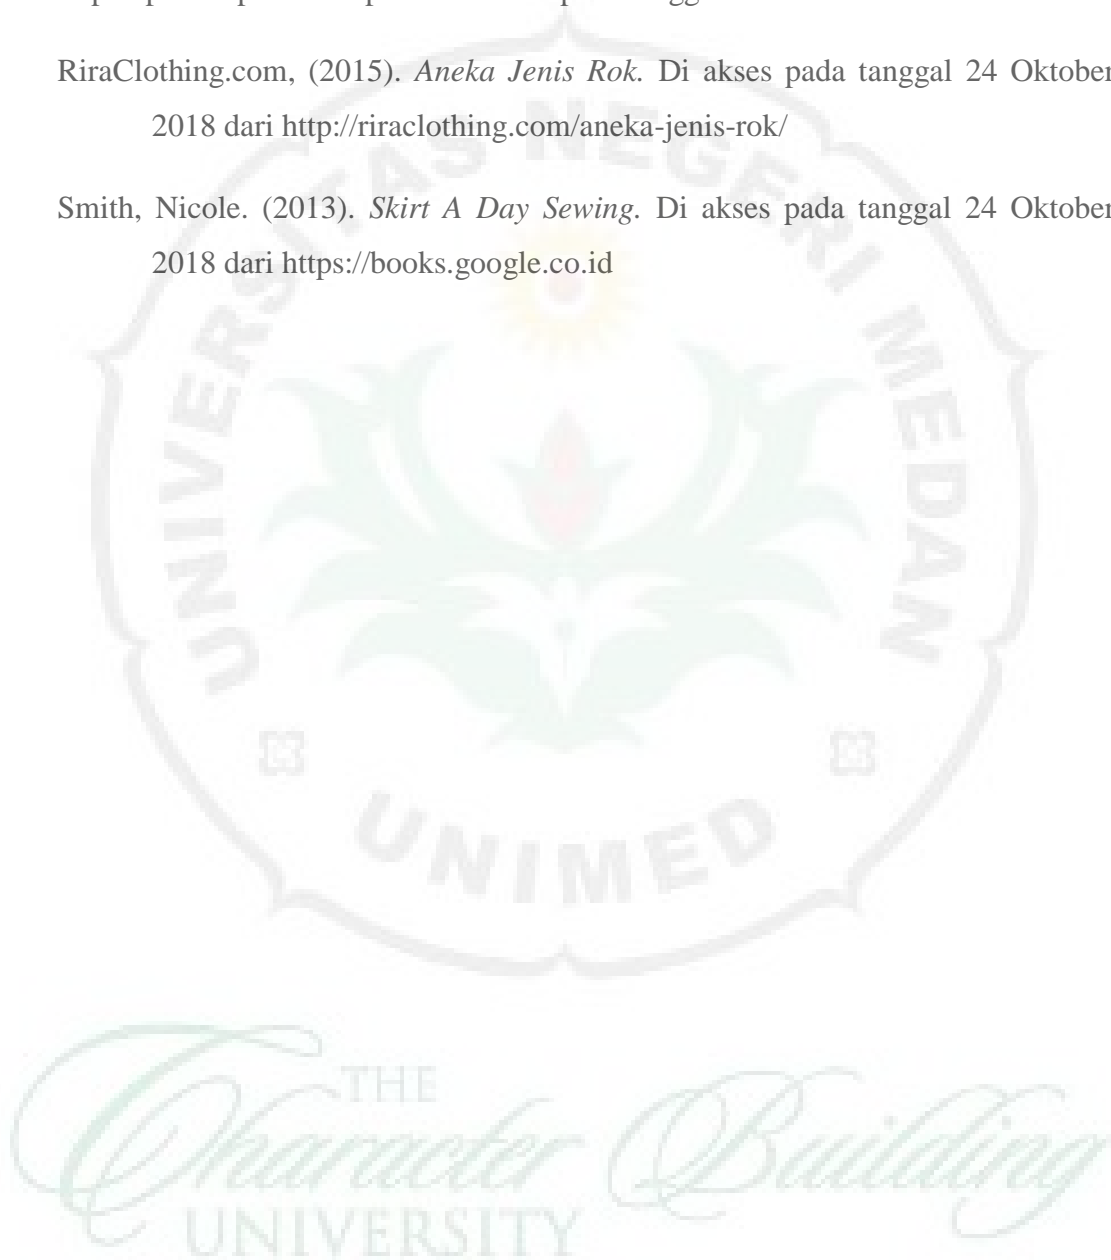 RiraClothing.com, (2015). Aneka Jenis Rok. Di akses pada tanggal 24 Oktober
2018 dari http://riraclothing.com/aneka-jenis-rok/
Smith, Nicole. (2013). Skirt A Day Sewing. Di akses pada tanggal 24 Oktober
2018 dari https://books.google.co.id
UNIVERSITAS NEGERI MEDAN
UNIMED
THE
Character Building
UNIVERSITY